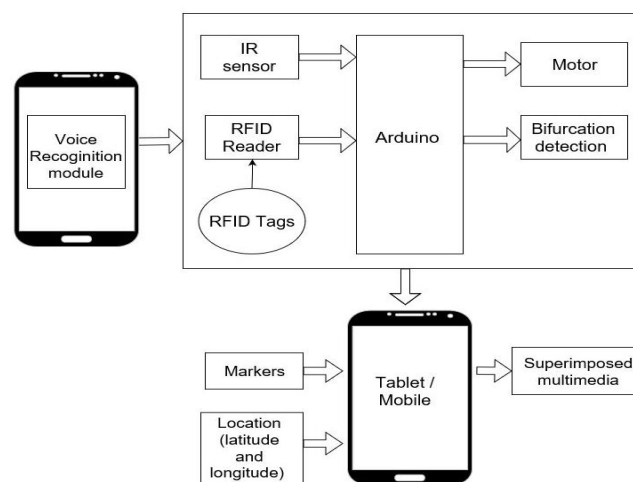 Voice
Recoginition
module
IR
sensor
RFID
Reader
RFID Tags
Arduino
Motor
Bifurcation
detection
Markers
Location
(latitude
and
longitude)
Tablet /
Mobile
Superimposed
multimedia